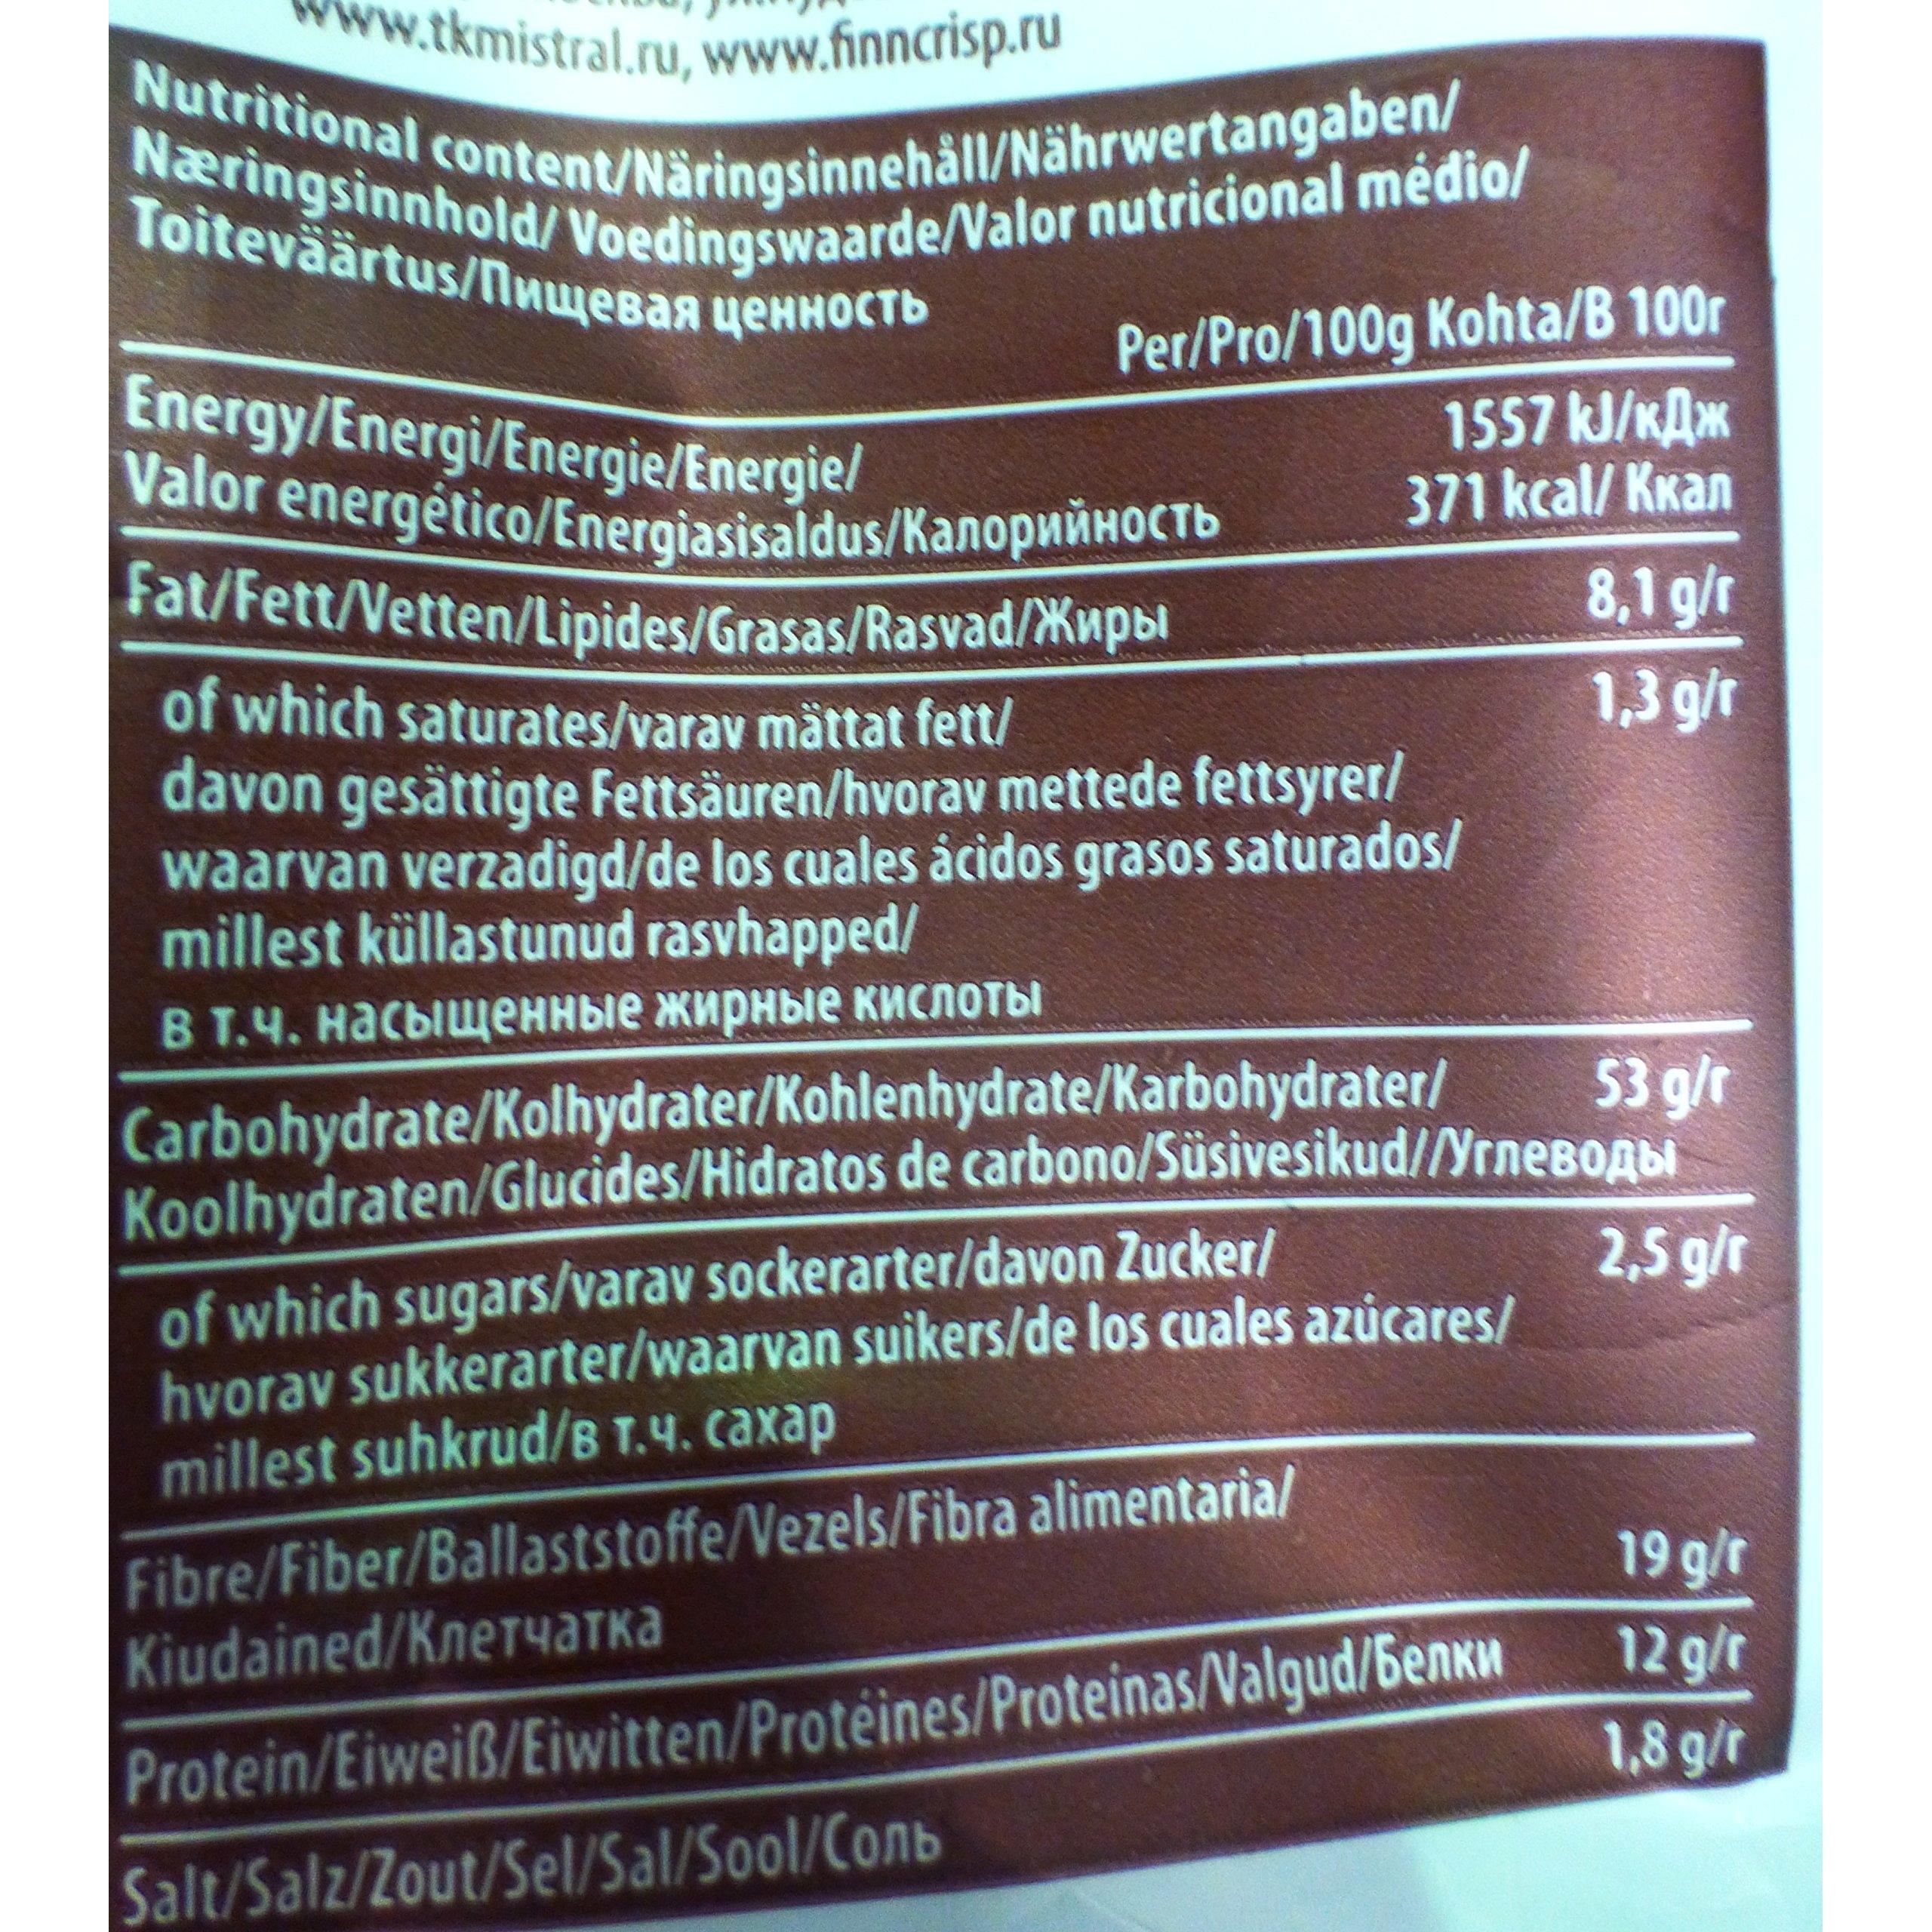 www.tkmistral.ru, www.finncrisp.ru
Nutritional content/Näringsinnehåll/Nährwertangaben/
Næringsinnhold/ Voedingswaarde/Valor nutricional médio/
Toiteväärtus/Пищевая ценность
Per/Pro/100g Kohta/В 100г
Energy/Energi/Energie/Energie/ 1557 kJ/кДж
Valor energético/Energiasisaldus/Калорийность 371 kcal/ Ккал
Fat/Fett/Vetten/Lipides/Grasas/Rasvad/Жиры 8,1 g/г
of which saturates/varav mättat fett/ 1,3 g/г
davon gesättigte Fettsäuren/hvorav mettede fettsyrer/
waarvan verzadigd/de los cuales ácidos grasos saturados/
millest küllastunud rasvhapped/
в т.ч. насыщенные жирные кислоты
Carbohydrate/Kolhydrater/Kohlenhydrate/Karbohydrater/ 53 g/г
Koolhydraten/Glucides/Hidratos de carbono/Süsivesikud//Углеводы
of which sugars/varav sockerarter/davon Zucker/ 2,5 g/г
hvorav sukkerarter/waarvan suikers/de los cuales azúcares/
millest suhkrud/в т.ч. сахар
Fibre/Fiber/Ballaststoffe/Vezels/Fibra alimentaria/
Kiudained/Клетчатка 19 g/г
Protein/Eiweiß/Eiwitten/Protéines/Proteinas/Valgud/Белки 12 g/г
Salt/Salz/Zout/Sel/Sal/Sool/Соль 1,8 g/г